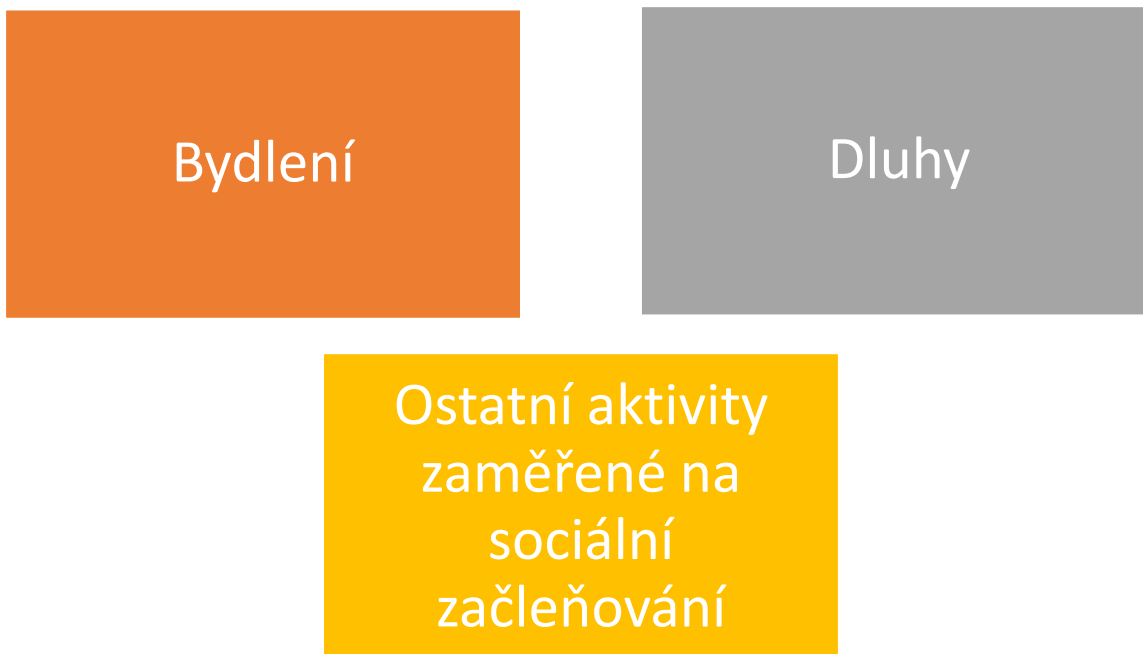 Bydlení
Dluhy
Ostatní aktivity
zaměřené na
sociální
začleňování